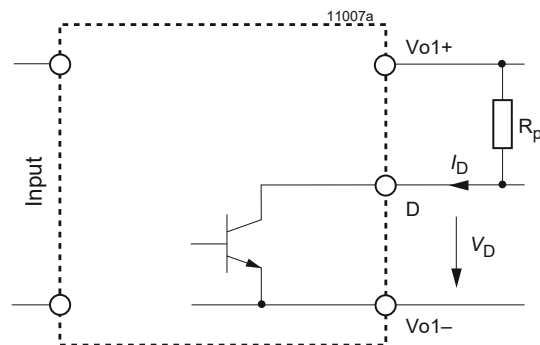 11007a
Vo1+
Rp
Input
ID
D
VD
Vo1–